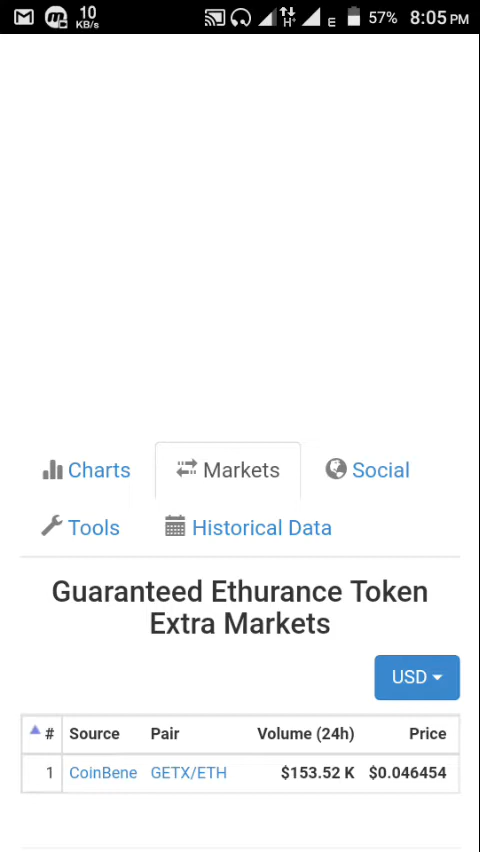 10
KB/s
H
E
57%
8:05 PM
Charts
Markets
Social
Tools
Historical Data
Guaranteed Ethurance Token
Extra Markets
USD
# Source Pair Volume (24h) Price
1 CoinBene GETX/ETH $153.52 K $0.046454